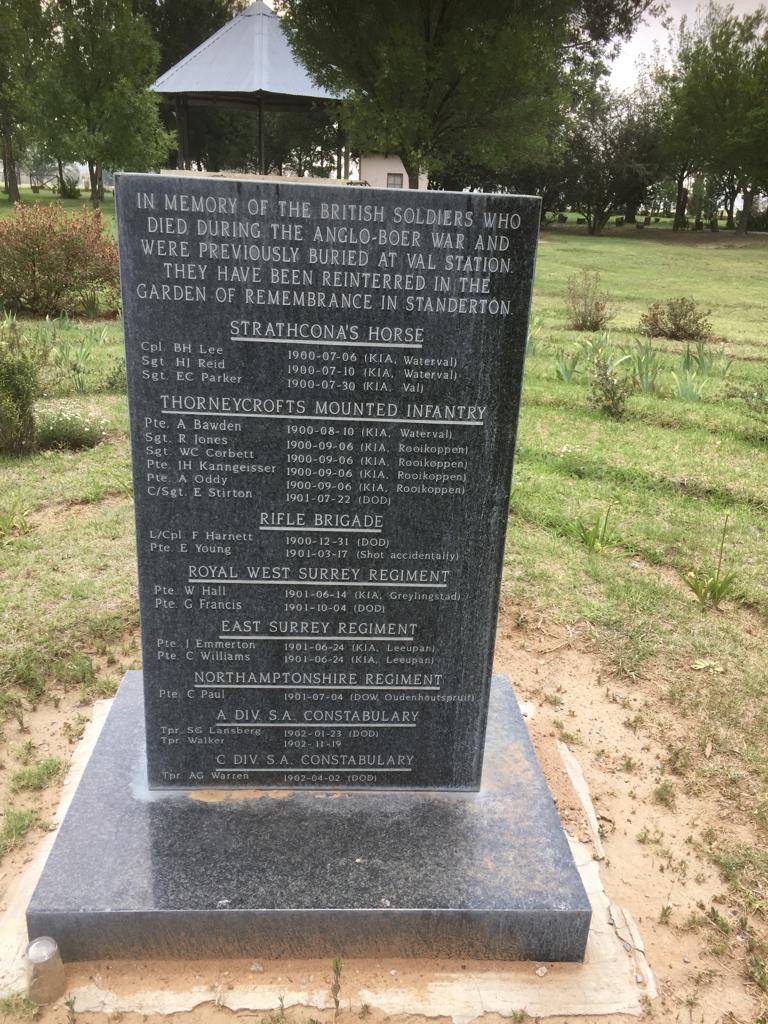 IN MEMORY OF THE BRITISH SOLDIERS WHO
DIED DURING THE ANGLO-BOER WAR AND
WERE PREVIOUSLY BURIED AT VAL STATION.
THEY HAVE BEEN REINTERRED IN THE
GARDEN OF REMEMBRANCE IN STANDERTON.
STRATHCONA'S HORSE
Cpl. BH Lee 1900-07-06 (KIA, Waterval)
Sgt. HJ Reid 1900-07-10 (KIA, Waterval)
Sgt. EC Parker 1900-07-30 (KIA, Val)
THORNEYCROFTS MOUNTED INFANTRY
Pte. A Bawden 1900-08-10 (KIA, Waterval)
Sgt. R Jones 1900-09-06 (KIA, Rooikoppen)
Sgt. WC Corbett 1900-09-06 (KIA, Rooikoppen)
Pte. JH Kanngeisser 1900-09-06 (KIA, Rooikoppen)
Pte. A Oddy 1900-09-06 (KIA, Rooikoppen)
C/Sgt. E Stirton 1901-07-22 (DOD)
RIFLE BRIGADE
L/Cpl. F Harnett 1900-12-31 (DOD)
Pte. E Young 1901-03-17 (Shot accidentally)
ROYAL WEST SURREY REGIMENT
Pte. W Hall 1901-06-14 (KIA, Greylingstad)
Pte. G Francis 1901-10-04 (DOD)
EAST SURREY REGIMENT
Pte. J Emmerton 1901-06-24 (KIA, Leeupan)
Pte. C Williams 1901-06-24 (KIA, Leeupan)
NORTHAMPTONSHIRE REGIMENT
Pte. C Paul 1901-07-04 (DOW, Oudenhoutspruit)
A DIV. S.A. CONSTABULARY
Tpr. SG Lansberg 1902-01-23 (DOD)
Tpr. Walker 1902-11-19
C DIV. S.A. CONSTABULARY
Tpr. AG Warren 1902-04-02 (DOD)